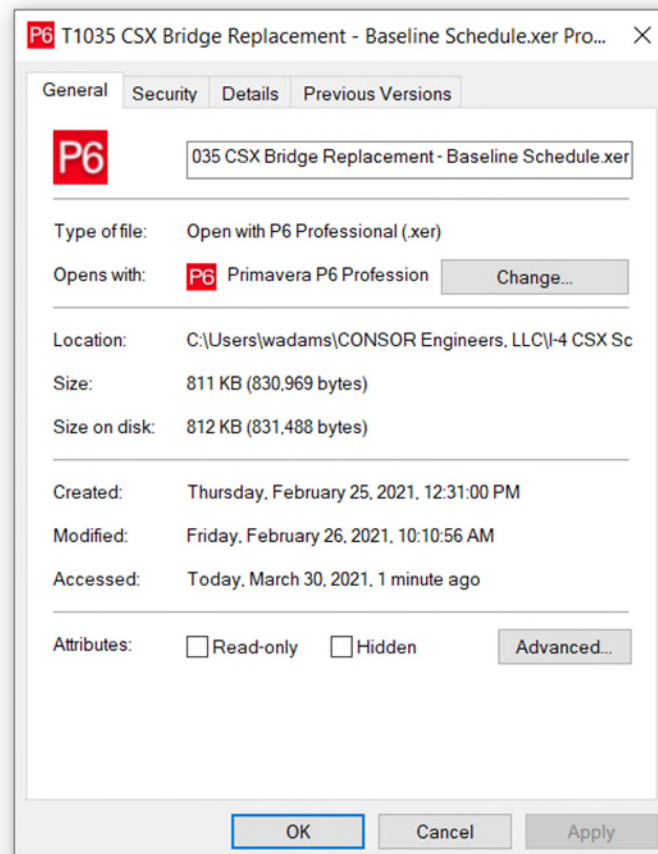 P6 T1035 CSX Bridge Replacement - Baseline Schedule.xer Pro...
General Security Details Previous Versions
P6 035 CSX Bridge Replacement - Baseline Schedule.xer
Type of file: Open with P6 Professional (.xer)
Opens with: P6 Primavera P6 Profession Change...
Location: C:\Users\wadams\CONSOR Engineers, LLC\I-4 CSX Sc
Size: 811 KB (830,969 bytes)
Size on disk: 812 KB (831,488 bytes)
Created: Thursday, February 25, 2021, 12:31:00 PM
Modified: Friday, February 26, 2021, 10:10:56 AM
Accessed: Today, March 30, 2021, 1 minute ago
Attributes: Read-only Hidden Advanced...
OK Cancel Apply